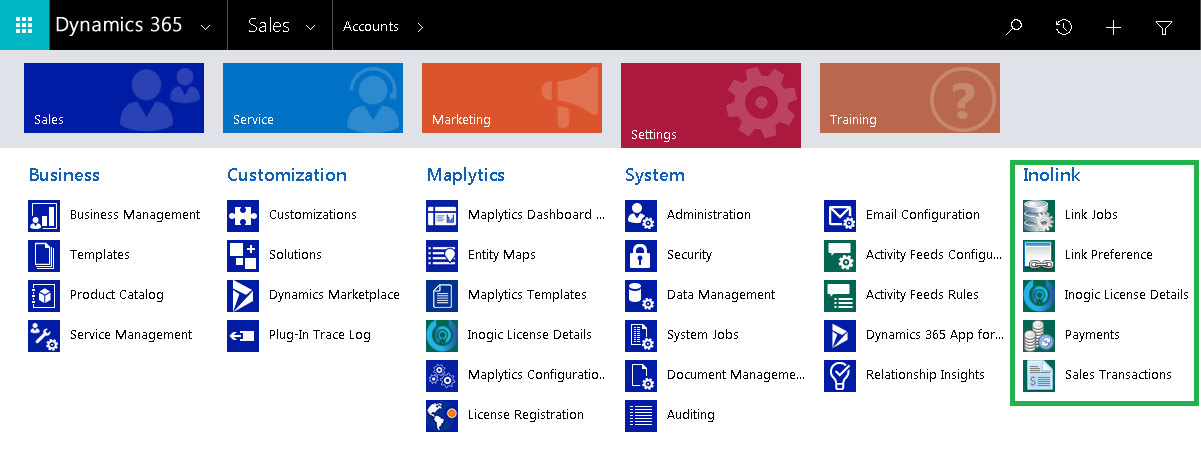 Dynamics 365
Sales
Accounts
Sales
Service
Marketing
Settings
Training
Business
Business Management
Templates
Product Catalog
Service Management
Customization
Customizations
Solutions
Dynamics Marketplace
Plug-In Trace Log
Maplytics
Maplytics Dashboard ...
Entity Maps
Maplytics Templates
Inogic License Details
Maplytics Configuratio...
License Registration
System
Administration
Security
Data Management
System Jobs
Document Manageme...
Auditing
Email Configuration
Activity Feeds Configu...
Activity Feeds Rules
Dynamics 365 App for...
Relationship Insights
Inolink
Link Jobs
Link Preference
Inogic License Details
Payments
Sales Transactions